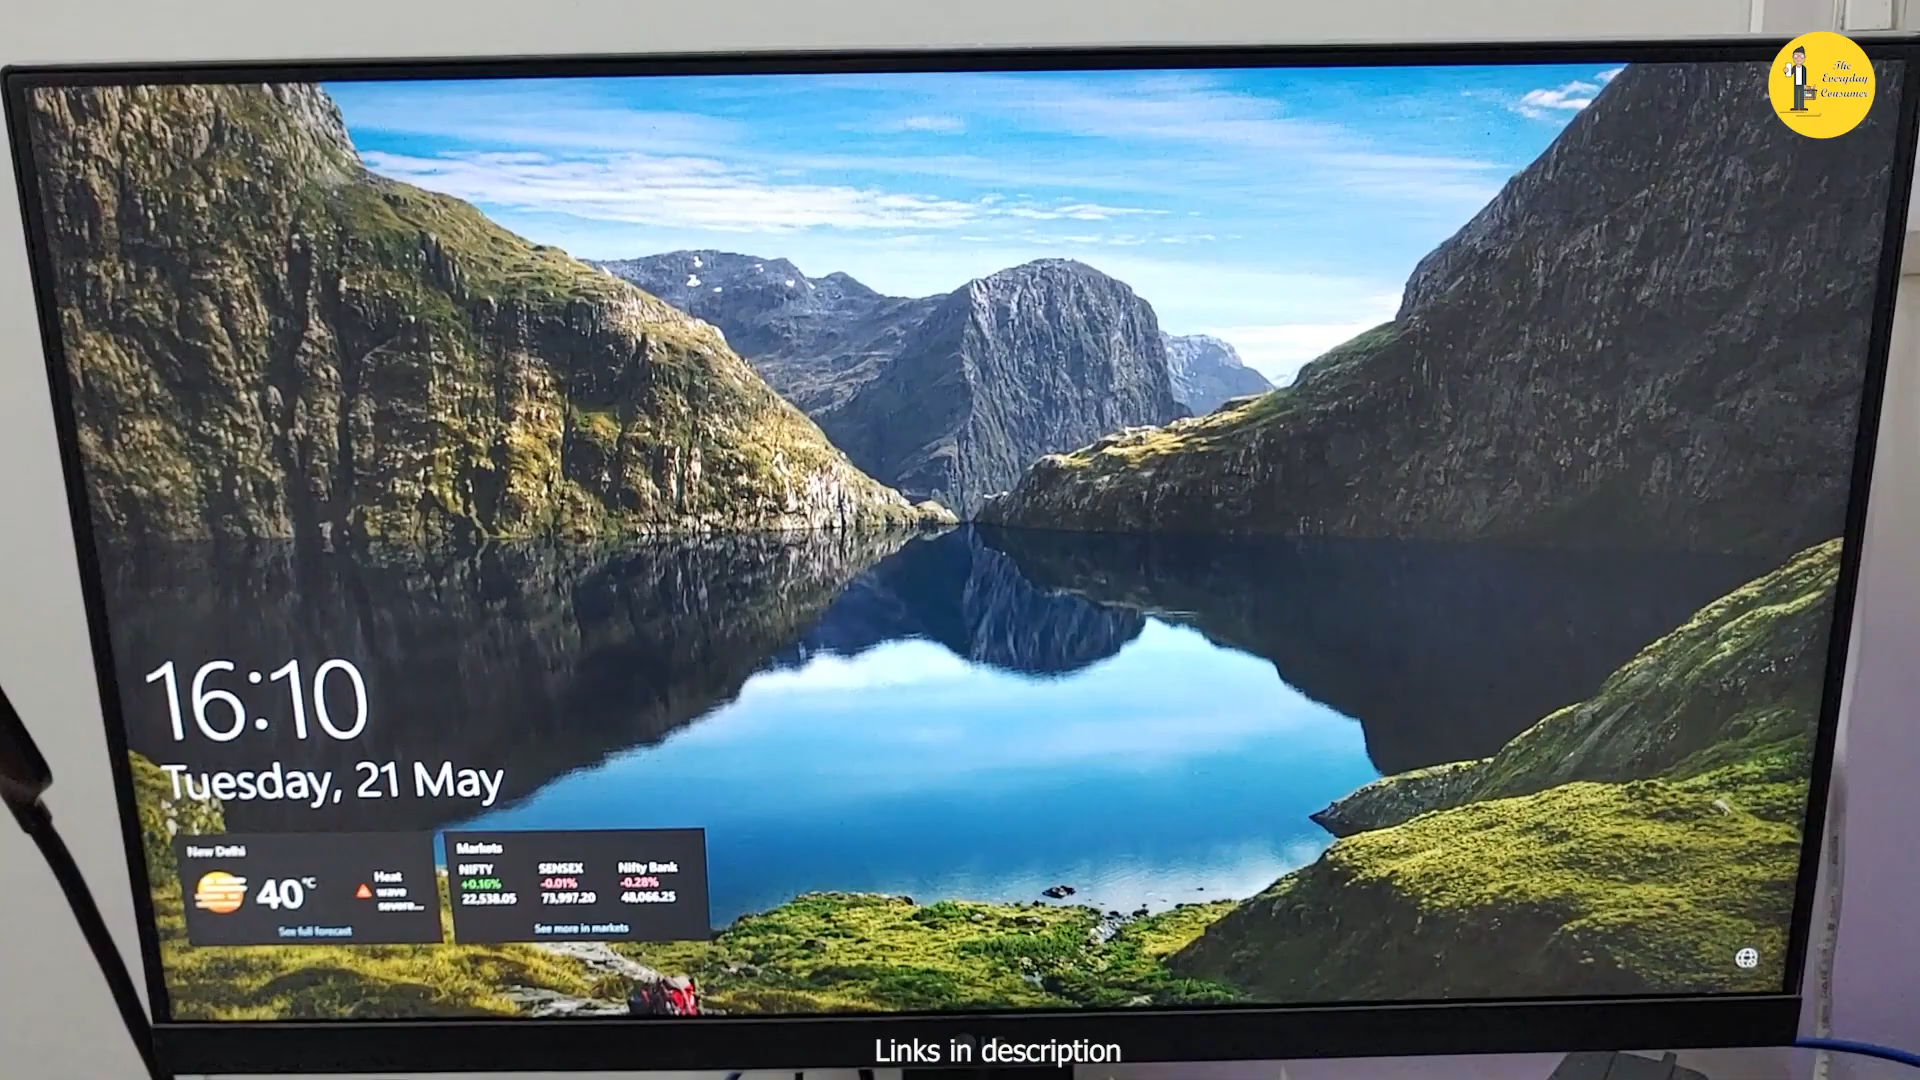 The
Everyday
Consumer
16:10
Tuesday, 21 May
New Delhi
40°C
Heat
wave
severe...
See full forecast
Markets
NIFTY SENSEX Nifty Bank
+0.16% -0.01% -0.28%
22,538.05 73,997.20 48,066.25
See more in markets
Links in description